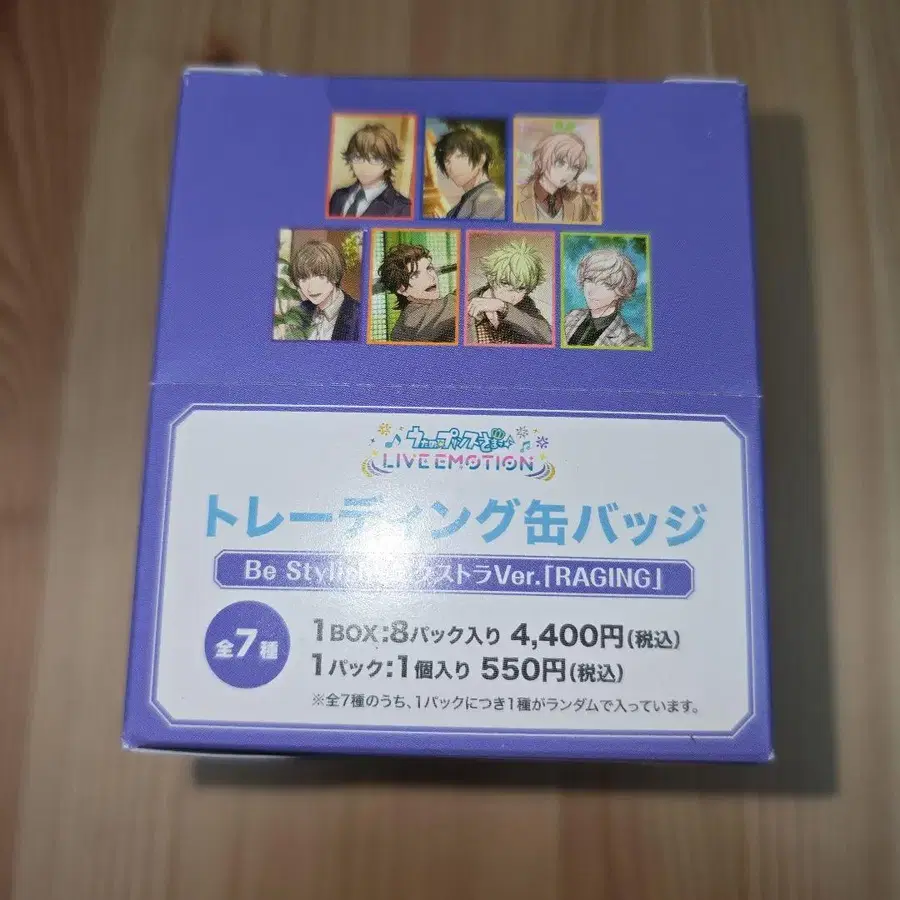 うたの☆プリンスさまっ♪
LIVE EMOTION
トレーディング缶バッジ
Be Stylish エクストラVer.「RAGING」
全7種
1BOX:8パック入り 4,400円(税込)
1パック:1個入り 550円(税込)
※全7種のうち、1パックにつき1種がランダムで入っています。